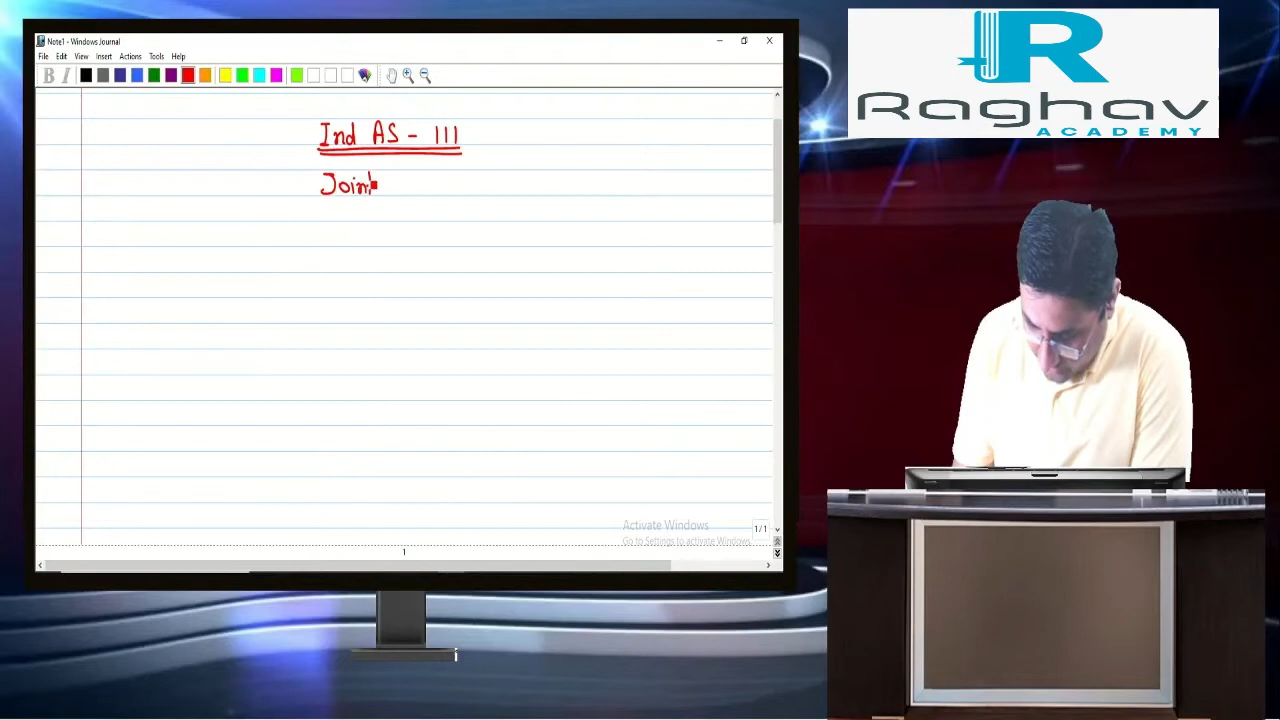 Note1 - Windows Journal
File Edit View Insert Actions Tools Help
B I
Ind AS - 111
Joint
Activate Windows
Go to Settings to activate Windows.
1/1
1
R
Raghav
ACADEMY